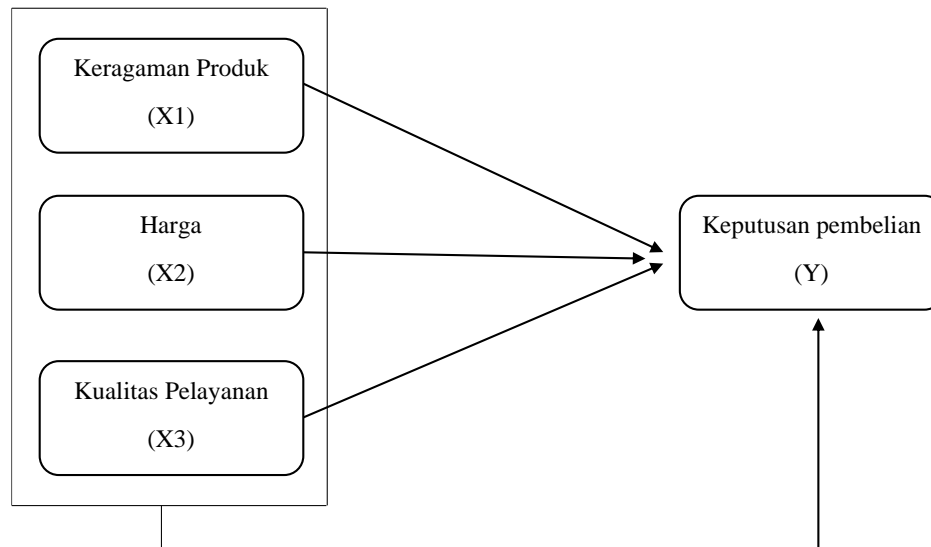 Keragaman Produk
(X1)
Harga
(X2)
Kualitas Pelayanan
(X3)
Keputusan pembelian
(Y)